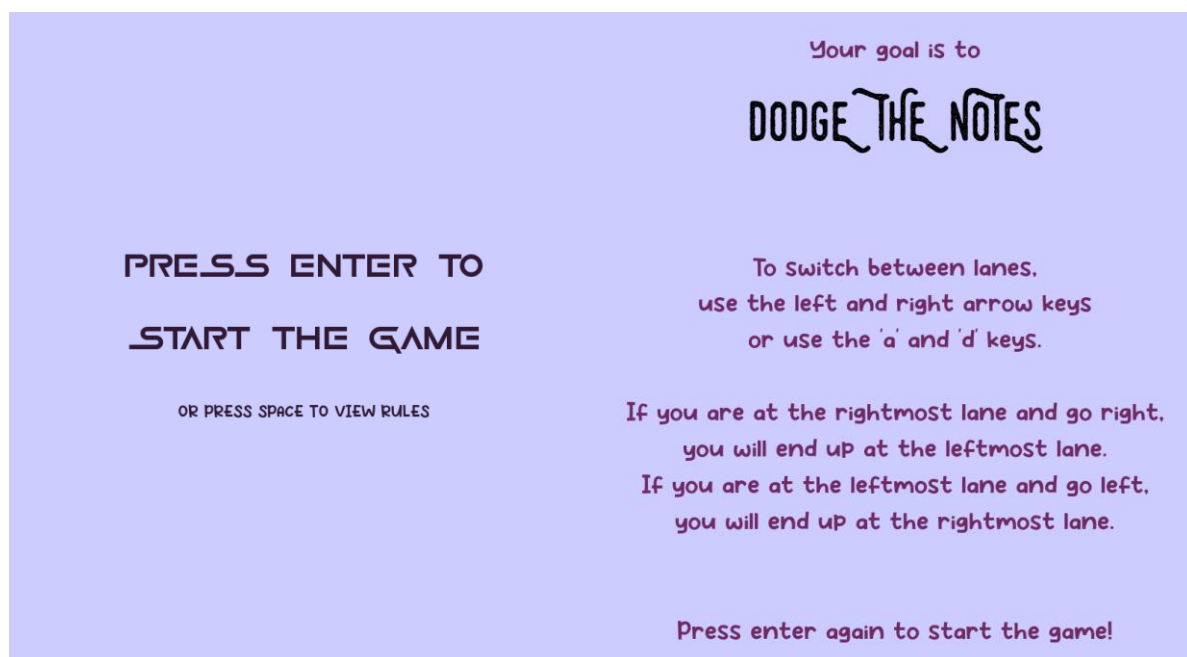 PRESS ENTER TO
START THE GAME
OR PRESS SPACE TO VIEW RULES
Your goal is to
DODGE THE NOTES
To switch between lanes,
use the left and right arrow keys
or use the 'a' and 'd' keys.
If you are at the rightmost lane and go right,
you will end up at the leftmost lane.
If you are at the leftmost lane and go left,
you will end up at the rightmost lane.
Press enter again to start the game!